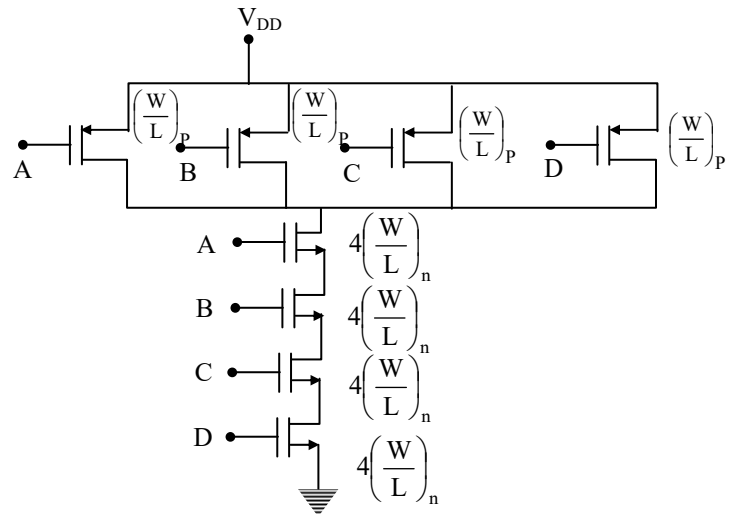 V_DD
A (W/L)_P
B (W/L)_P
C (W/L)_P
D (W/L)_P
A 4(W/L)_n
B 4(W/L)_n
C 4(W/L)_n
D 4(W/L)_n